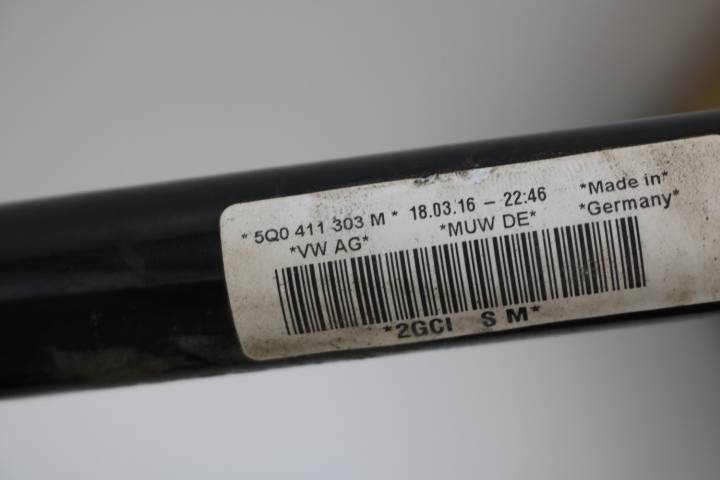 * 5Q0 411 303 M * 18.03.16 – 22:46 *Made in*
*VW AG* *MUW DE* *Germany*
*2GCI S M*